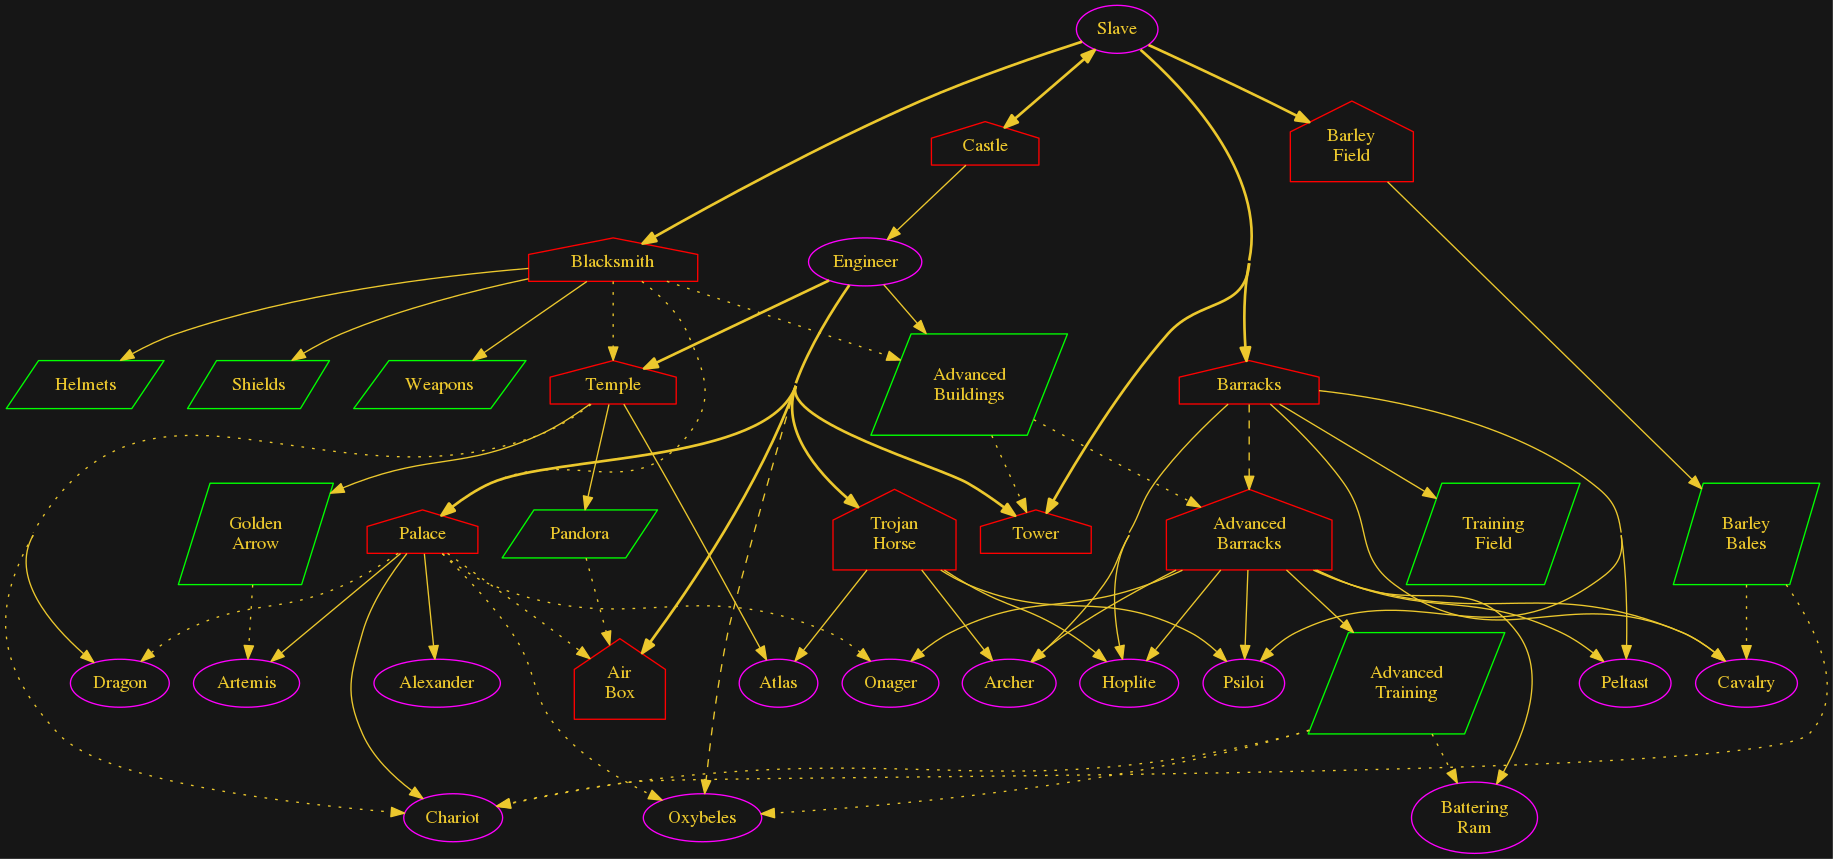 Slave
Castle
Barley
Field
Blacksmith
Engineer
Helmets
Shields
Weapons
Temple
Advanced
Buildings
Barracks
Golden
Arrow
Palace
Pandora
Trojan
Horse
Tower
Advanced
Barracks
Training
Field
Barley
Bales
Dragon
Artemis
Alexander
Air
Box
Atlas
Onager
Archer
Hoplite
Psiloi
Advanced
Training
Peltast
Cavalry
Chariot
Oxybeles
Battering
Ram